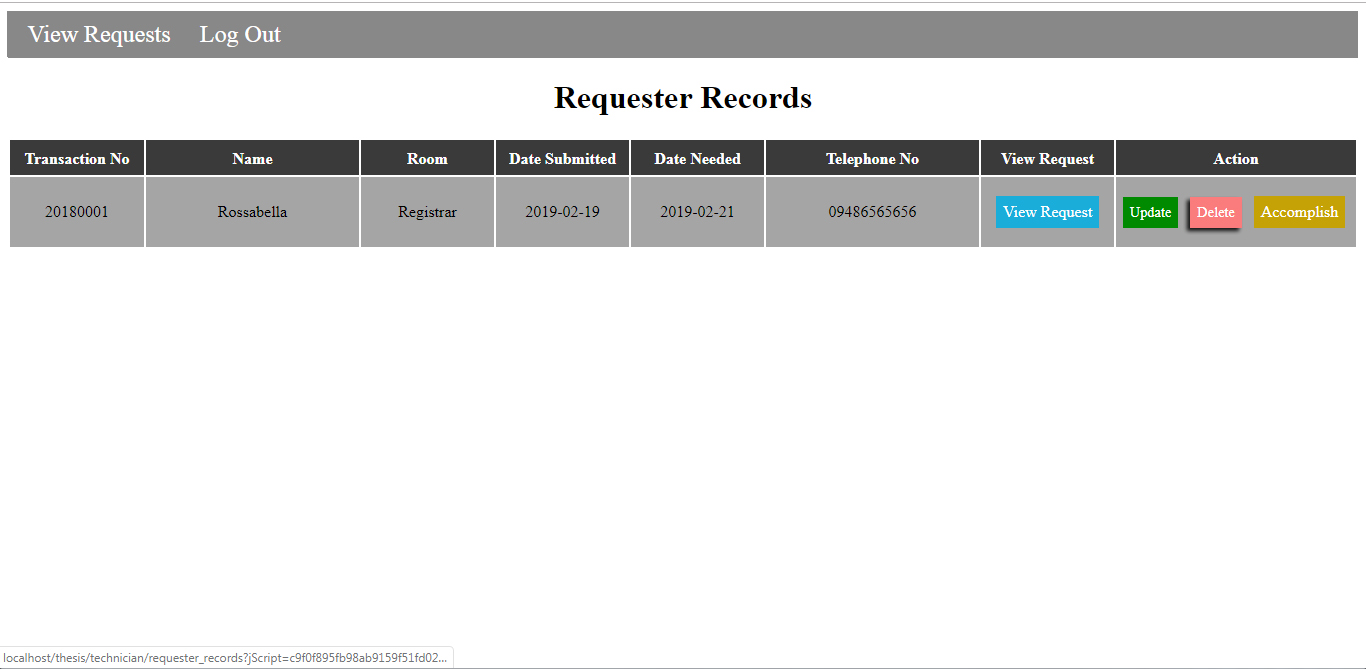 View Requests Log Out
Requester Records
Transaction No Name Room Date Submitted Date Needed Telephone No View Request Action
20180001 Rossabella Registrar 2019-02-19 2019-02-21 09486565656 View Request Update Delete Accomplish
localhost/thesis/technician/requester_records?jScript=c9f0f895fb98ab9159f51fd02...